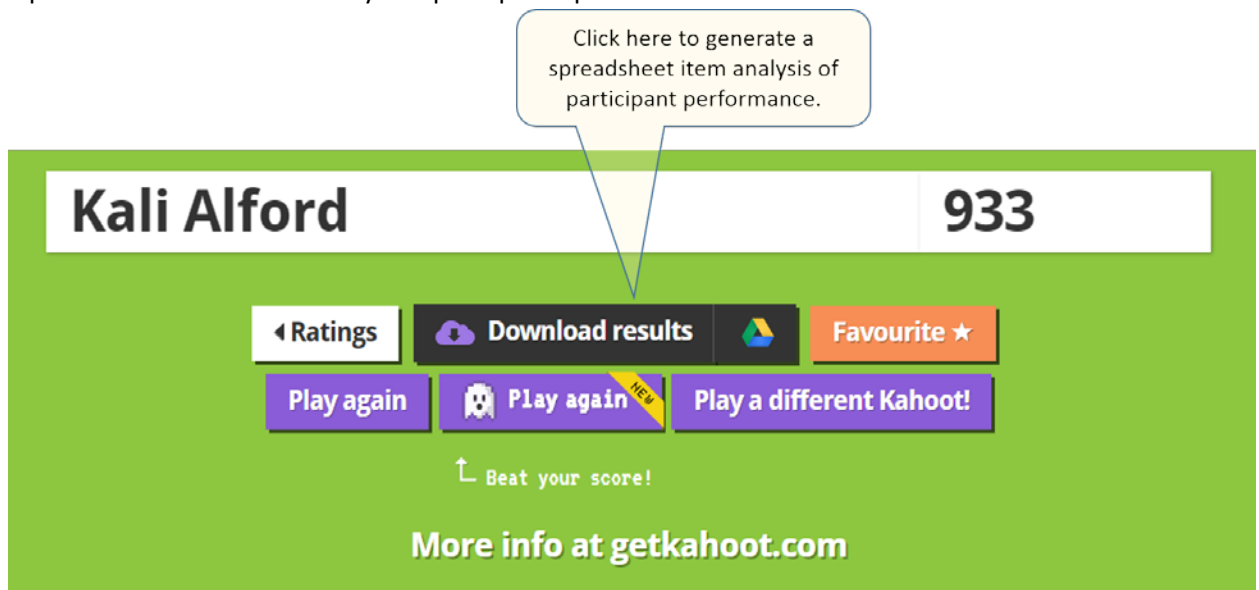 Click here to generate a
spreadsheet item analysis of
participant performance.
Kali Alford 933
Ratings Download results Favourite
Play again Play again NEW Play a different Kahoot!
Beat your score!
More info at getkahoot.com